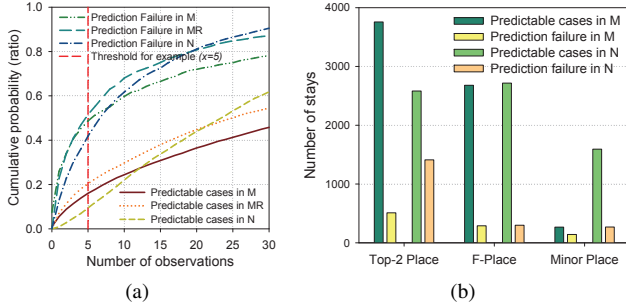 (a)
Cumulative probability (ratio)
1.0
0.8
0.6
0.4
0.2
0.0
Prediction Failure in M
Prediction Failure in MR
Prediction Failure in N
Threshold for example (x=5)
Predictable cases in M
Predictable cases in MR
Predictable cases in N
0 5 10 15 20 25 30
Number of observations
(a)
(b)
Number of stays
4000
3000
2000
1000
0
Predictable cases in M
Prediction failure in M
Predictable cases in N
Prediction failure in N
Top-2 Place F-Place Minor Place
(b)